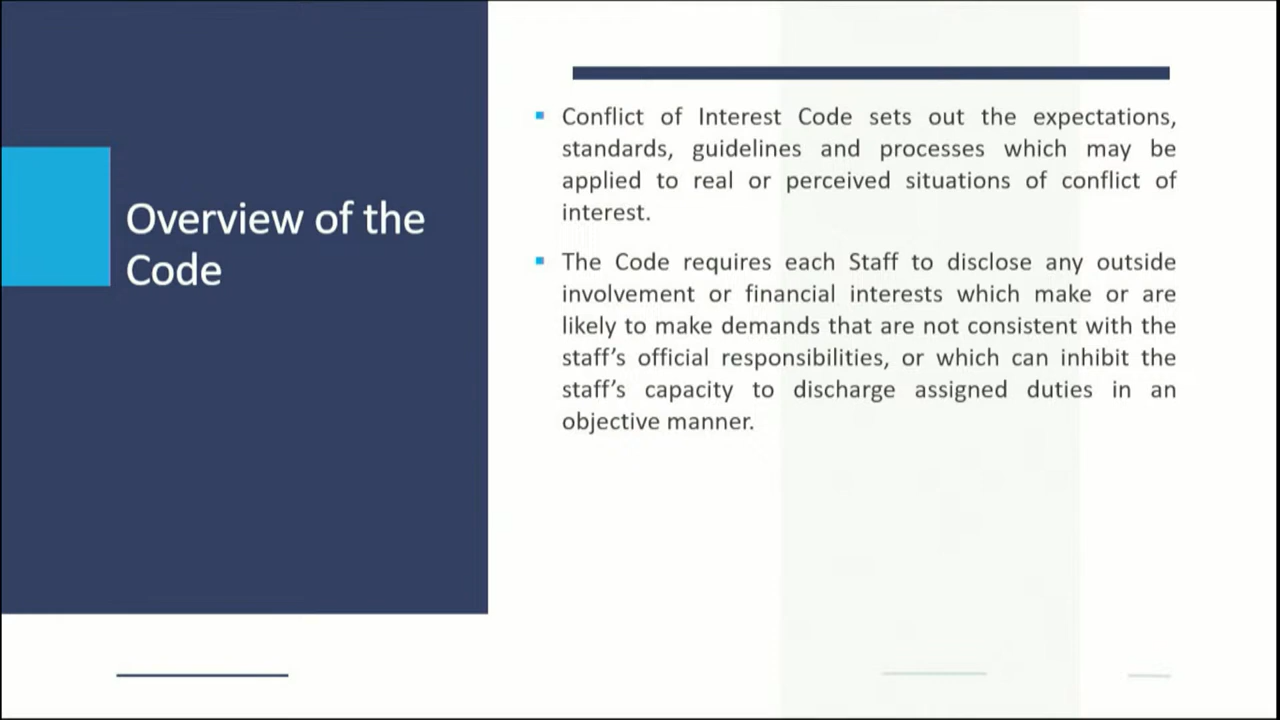 Overview of the
Code
Conflict of Interest Code sets out the expectations,
standards, guidelines and processes which may be
applied to real or perceived situations of conflict of
interest.
The Code requires each Staff to disclose any outside
involvement or financial interests which make or are
likely to make demands that are not consistent with the
staff’s official responsibilities, or which can inhibit the
staff’s capacity to discharge assigned duties in an
objective manner.